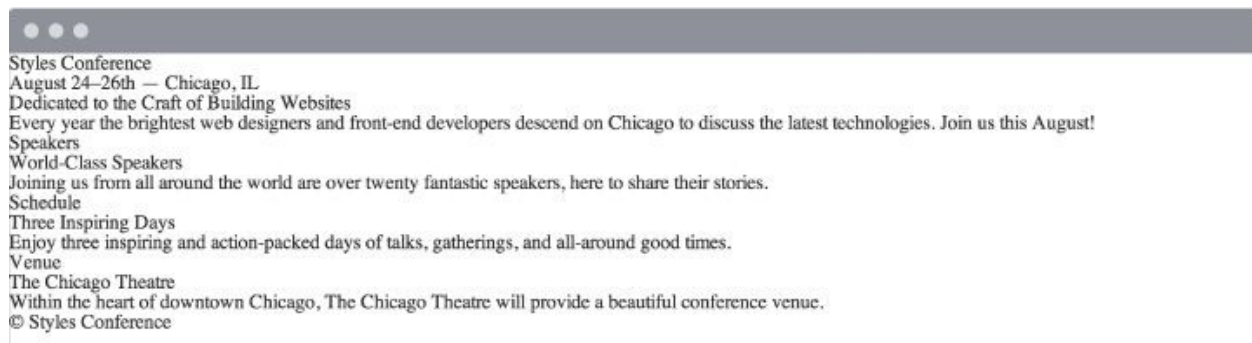 Styles Conference
August 24–26th — Chicago, IL
Dedicated to the Craft of Building Websites
Every year the brightest web designers and front-end developers descend on Chicago to discuss the latest technologies. Join us this August!
Speakers
World-Class Speakers
Joining us from all around the world are over twenty fantastic speakers, here to share their stories.
Schedule
Three Inspiring Days
Enjoy three inspiring and action-packed days of talks, gatherings, and all-around good times.
Venue
The Chicago Theatre
Within the heart of downtown Chicago, The Chicago Theatre will provide a beautiful conference venue.
© Styles Conference